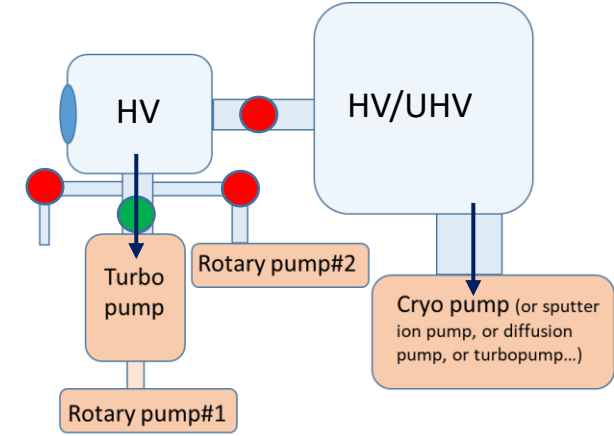 HV
HV/UHV
Turbo
pump
Rotary pump#2
Cryo pump (or sputter
ion pump, or diffusion
pump, or turbopump…)
Rotary pump#1